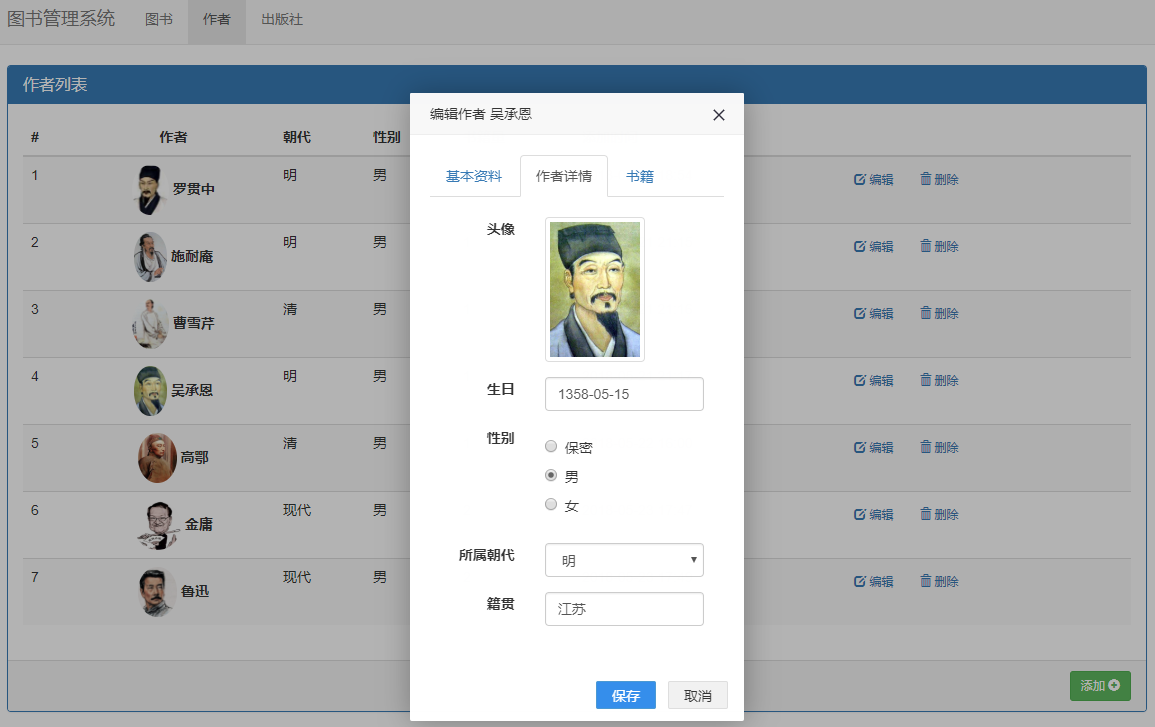 图书管理系统 图书 作者 出版社
作者列表
# 作者 朝代 性别
1 罗贯中 明 男 编辑 删除
2 施耐庵 明 男 编辑 删除
3 曹雪芹 清 男 编辑 删除
4 吴承恩 明 男 编辑 删除
5 高鄂 清 男 编辑 删除
6 金庸 现代 男 编辑 删除
7 鲁迅 现代 男 编辑 删除
添加
编辑作者 吴承恩
基本资料 作者详情 书籍
头像
生日 1358-05-15
性别
保密
男
女
所属朝代 明
籍贯 江苏
保存 取消